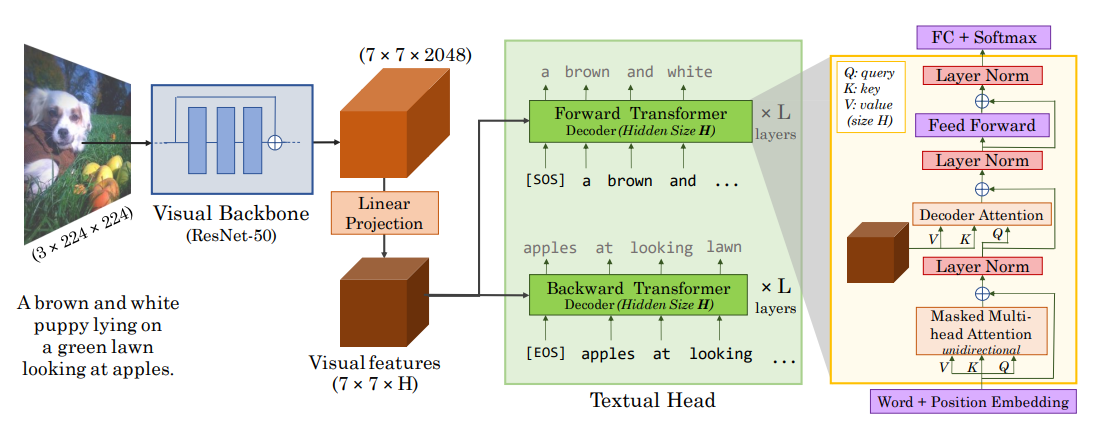 (3 × 224 × 224)
A brown and white
puppy lying on
a green lawn
looking at apples.
Visual Backbone
(ResNet-50)
(7 × 7 × 2048)
Linear
Projection
Visual features
(7 × 7 × H)
a brown and white
Forward Transformer
Decoder (Hidden Size H)
× L
layers
[SOS] a brown and ...
apples at looking lawn
Backward Transformer
Decoder (Hidden Size H)
× L
layers
[EOS] apples at looking ...
Textual Head
FC + Softmax
Q: query
K: key
V: value
(size H)
Layer Norm
Feed Forward
Layer Norm
Decoder Attention
V K Q
Layer Norm
Masked Multi-
head Attention
unidirectional
V K Q
Word + Position Embedding